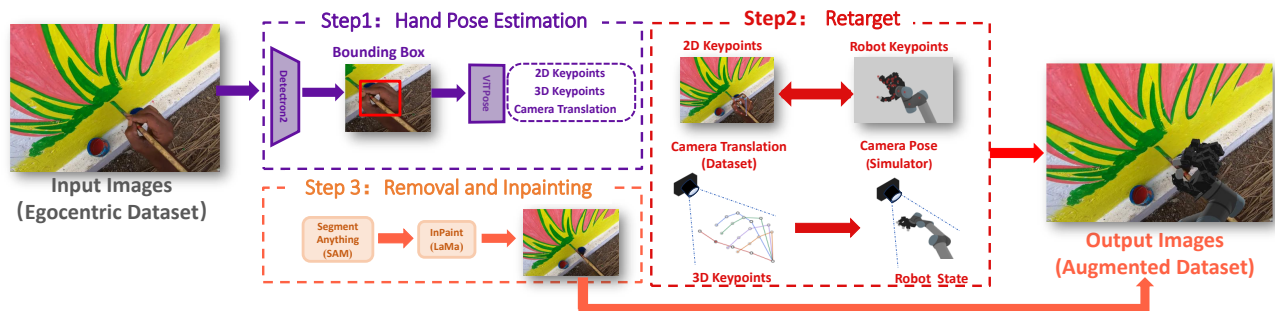 Input Images
(Egocentric Dataset)
Step1: Hand Pose Estimation
Detectron2
Bounding Box
ViTPose
2D Keypoints
3D Keypoints
Camera Translation
Step 3: Removal and Inpainting
Segment
Anything
(SAM)
InPaint
(LaMa)
Step2: Retarget
2D Keypoints
Robot Keypoints
Camera Translation
(Dataset)
Camera Pose
(Simulator)
3D Keypoints
Robot State
Output Images
(Augmented Dataset)